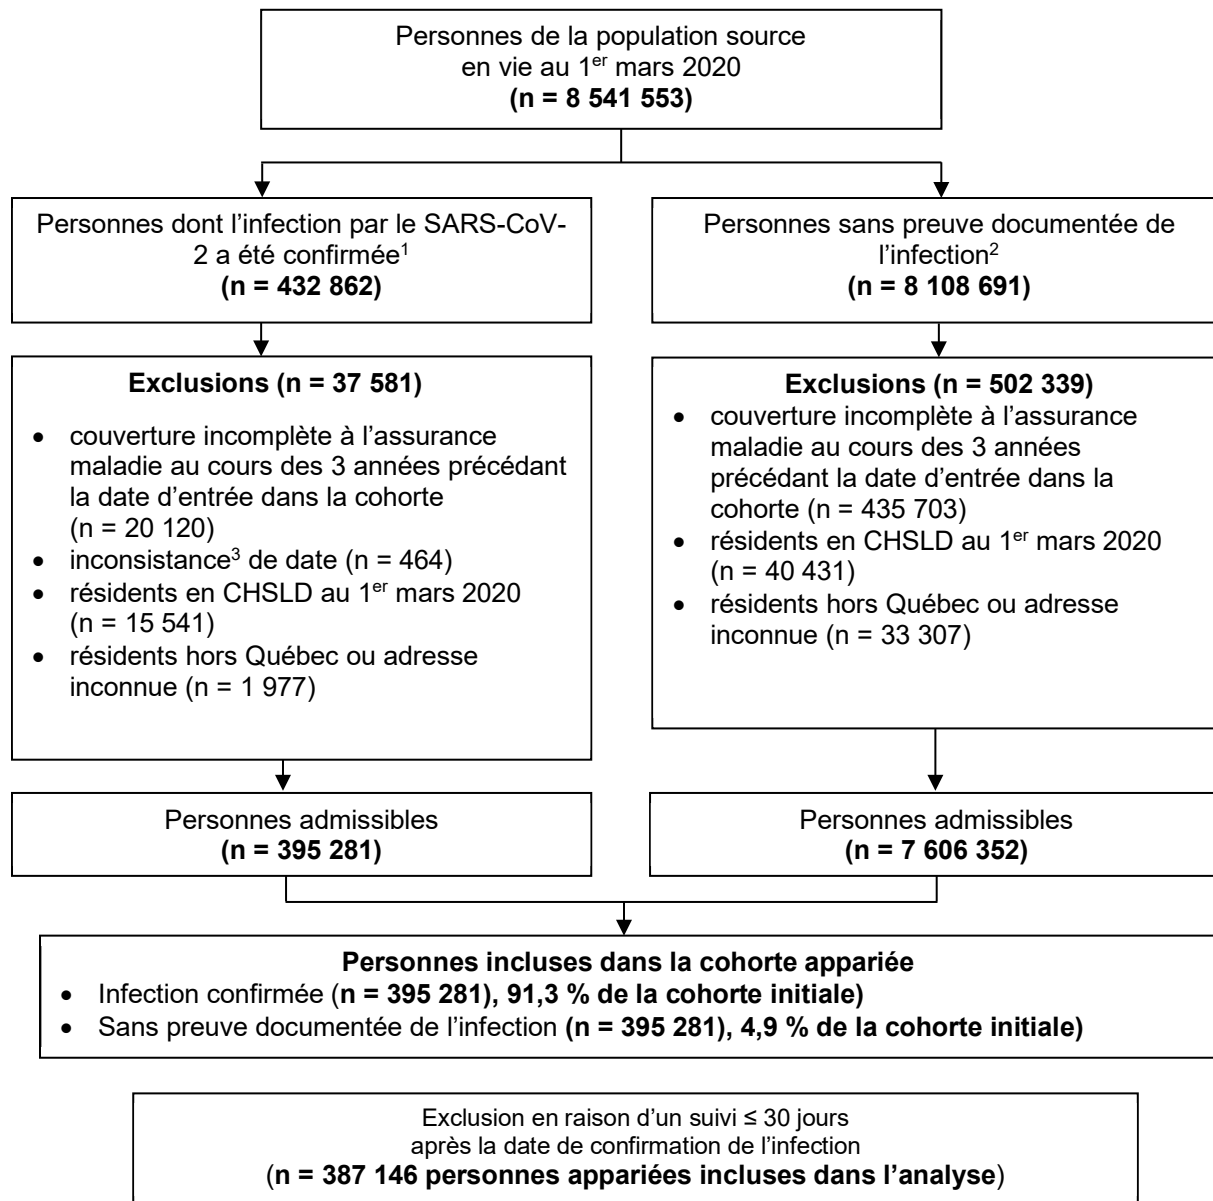 Personnes de la population source
en vie au 1er mars 2020
(n = 8 541 553)
Personnes dont l’infection par le SARS-CoV-
2 a été confirmée1
(n = 432 862)
Personnes sans preuve documentée de
l’infection2
(n = 8 108 691)
Exclusions (n = 37 581)
• couverture incomplète à l’assurance
maladie au cours des 3 années précédant
la date d’entrée dans la cohorte
(n = 20 120)
• inconsistance3 de date (n = 464)
• résidents en CHSLD au 1er mars 2020
(n = 15 541)
• résidents hors Québec ou adresse
inconnue (n = 1 977)
Exclusions (n = 502 339)
• couverture incomplète à l’assurance
maladie au cours des 3 années
précédant la date d’entrée dans la
cohorte (n = 435 703)
• résidents en CHSLD au 1er mars 2020
(n = 40 431)
• résidents hors Québec ou adresse
inconnue (n = 33 307)
Personnes admissibles
(n = 395 281)
Personnes admissibles
(n = 7 606 352)
Personnes incluses dans la cohorte appariée
• Infection confirmée (n = 395 281), 91,3 % de la cohorte initiale)
• Sans preuve documentée de l’infection (n = 395 281), 4,9 % de la cohorte initiale)
Exclusion en raison d’un suivi ≤ 30 jours
après la date de confirmation de l’infection
(n = 387 146 personnes appariées incluses dans l’analyse)